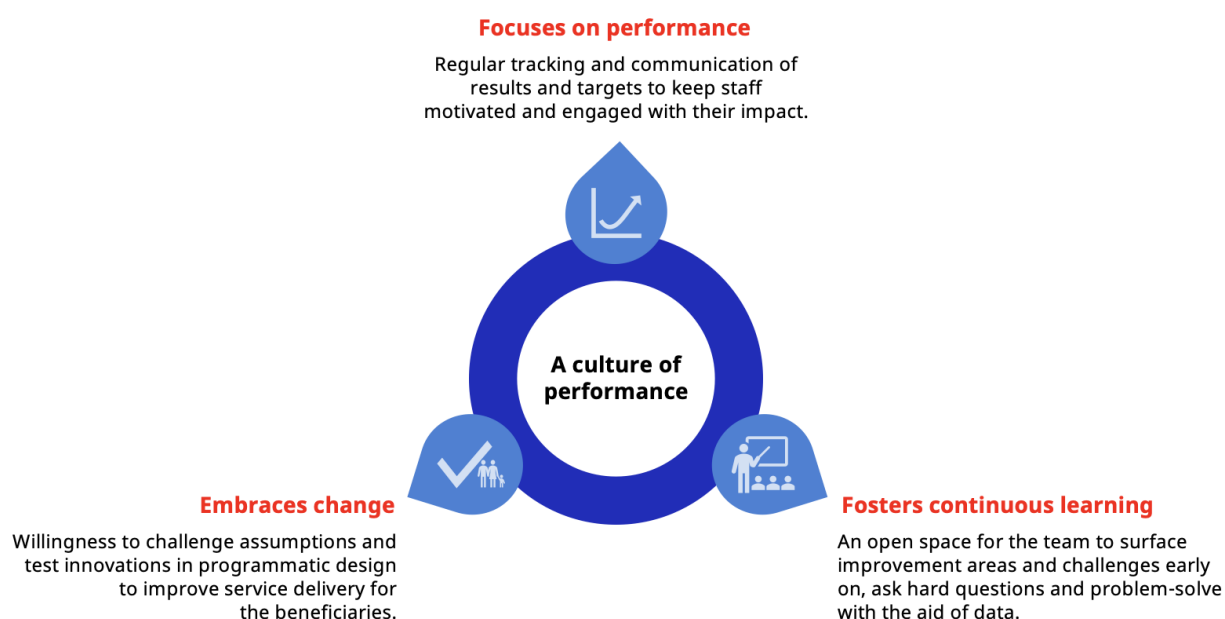 Focuses on performance
Regular tracking and communication of
results and targets to keep staff
motivated and engaged with their impact.
A culture of
performance
Embraces change
Willingness to challenge assumptions and
test innovations in programmatic design
to improve service delivery for
the beneficiaries.
Fosters continuous learning
An open space for the team to surface
improvement areas and challenges early
on, ask hard questions and problem-solve
with the aid of data.